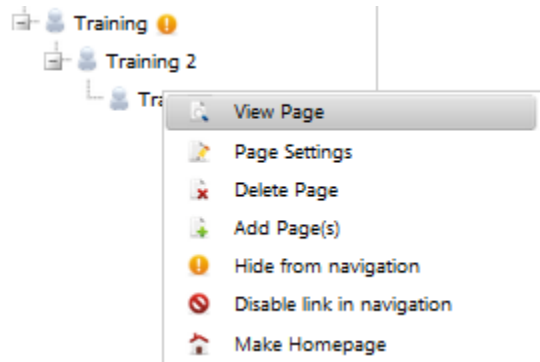 Training
Training 2
Tra
View Page
Page Settings
Delete Page
Add Page(s)
Hide from navigation
Disable link in navigation
Make Homepage